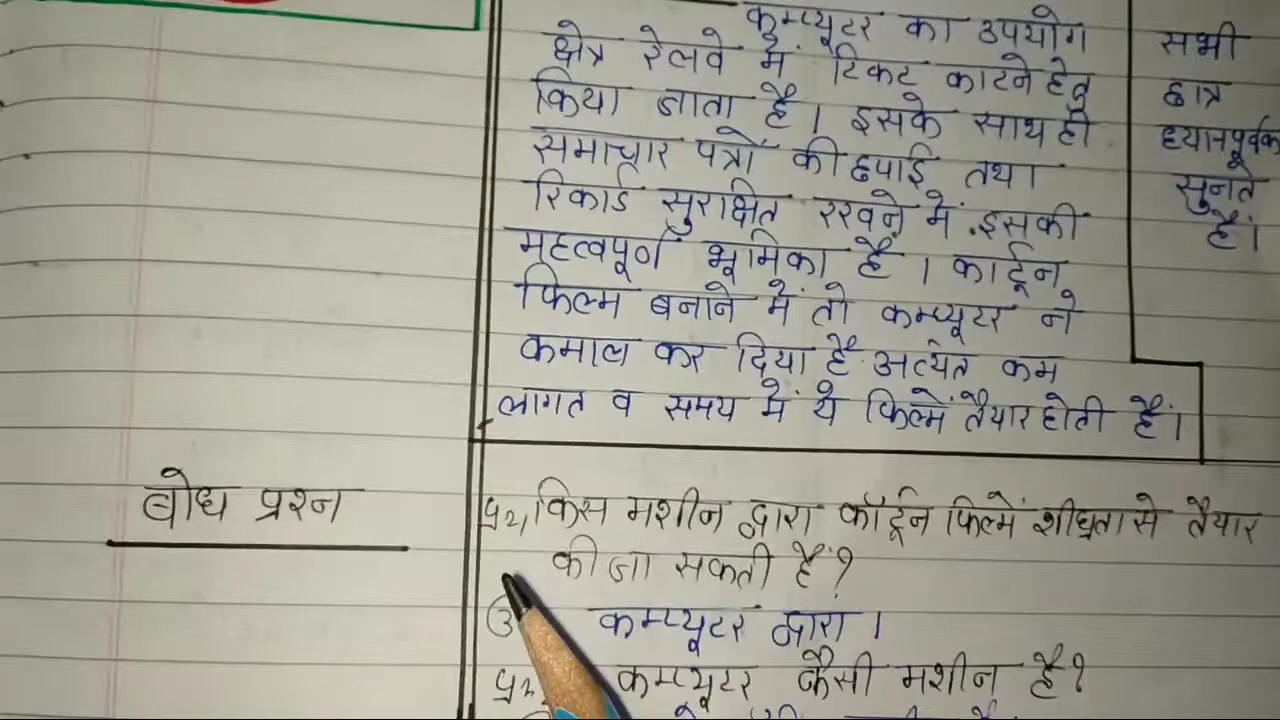 कुम्प्यूटर का उपयोग
क्षेत्र रेलवे में टिकट काटने हेतु
किया जाता है। इसके साथ ही
समाचार पत्रों की छपाई तथा
रिकार्ड सुरक्षित रखने में इसकी
महत्वपूर्ण भूमिका है। कार्टून
फिल्म बनाने में तो कम्प्यूटर ने
कमाल कर दिया है अत्यंत कम
लागत व समय में ये फिल्में तैयार होती हैं।
सभी
छात्र
ध्यानपूर्वक
सुनते
हैं।
बोध प्रश्न
प्र2, किस मशीन द्वारा कॉर्टून फिल्में शीघ्रता से तैयार
की जा सकती हैं?
कम्प्यूटर द्वारा।
कम्प्यूटर कैसी मशीन है?